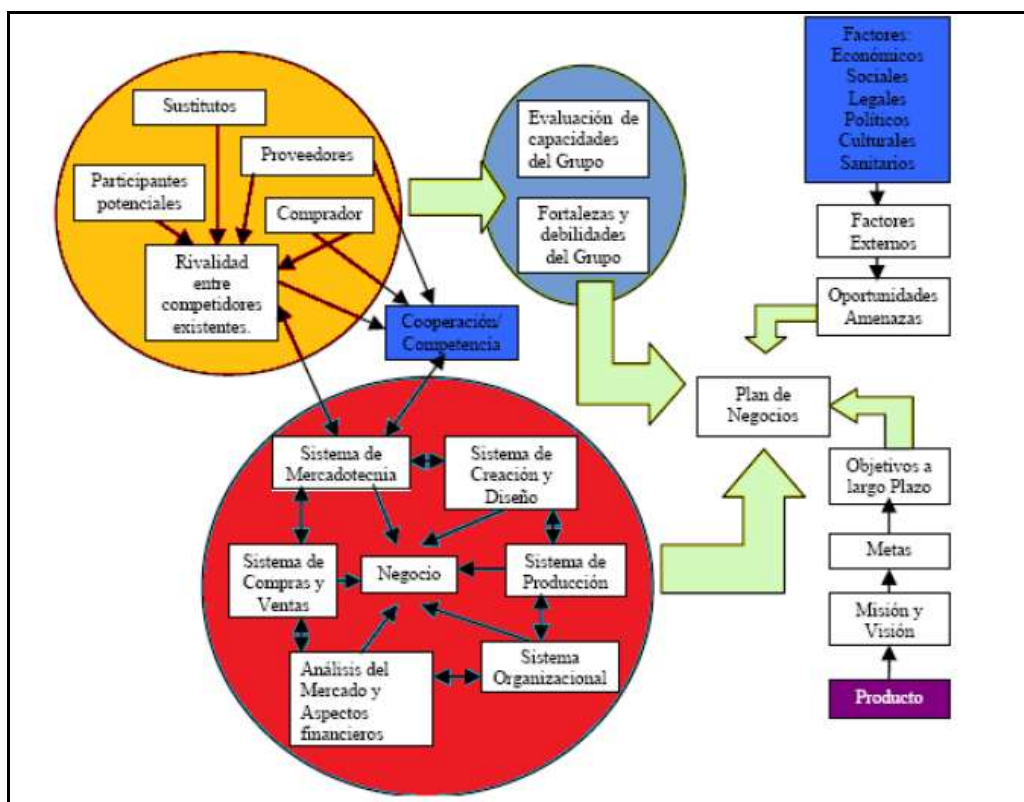 Sustitutos
Proveedores
Participantes
potenciales
Comprador
Rivalidad
entre
competidores
existentes.
Cooperación/
Competencia
Evaluación de
capacidades
del Grupo
Fortalezas y
debilidades
del Grupo
Factores:
Económicos
Sociales
Legales
Políticos
Culturales
Sanitarios
Factores
Externos
Oportunidades
Amenazas
Plan de
Negocios
Objetivos a
largo Plazo
Metas
Misión y
Visión
Producto
Sistema de
Mercadotecnia
Sistema de
Creación y
Diseño
Sistema de
Compras y
Ventas
Negocio
Sistema de
Producción
Análisis del
Mercado y
Aspectos
financieros
Sistema
Organizacional